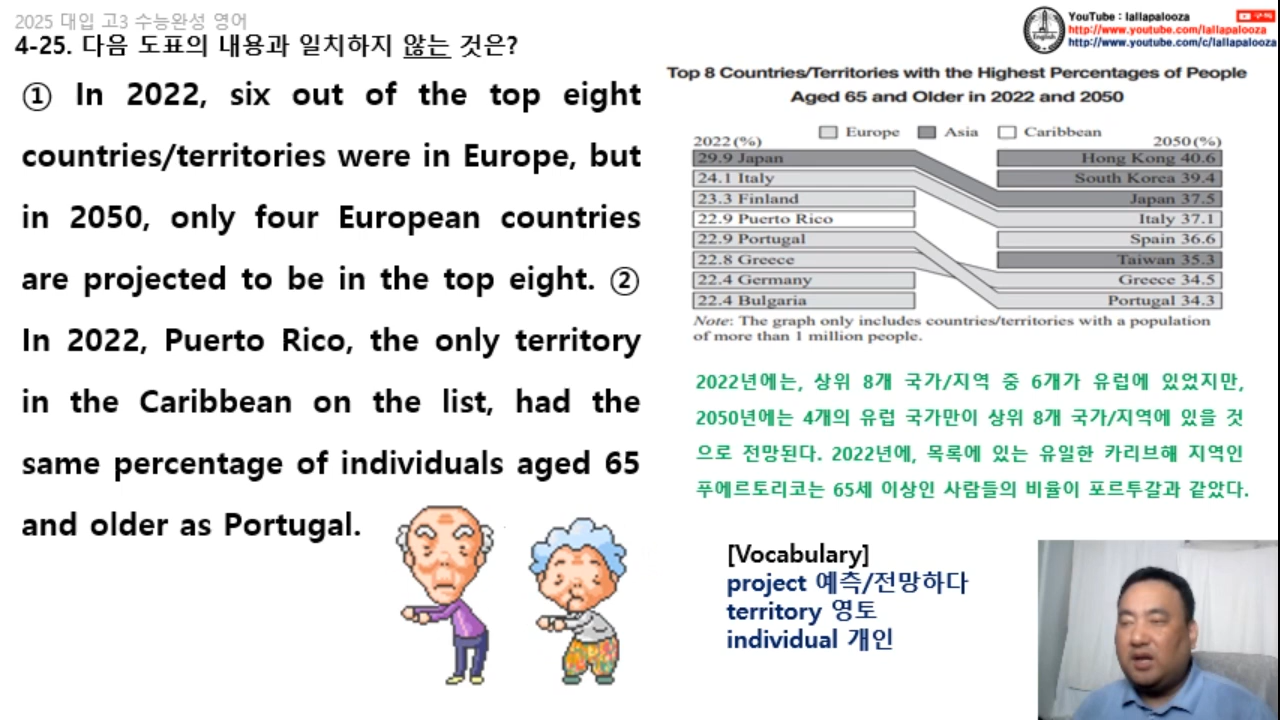 2025 대입 고3 수능완성 영어
4-25. 다음 도표의 내용과 일치하지 않는 것은?
① In 2022, six out of the top eight
countries/territories were in Europe, but
in 2050, only four European countries
are projected to be in the top eight. ②
In 2022, Puerto Rico, the only territory
in the Caribbean on the list, had the
same percentage of individuals aged 65
and older as Portugal.
YouTube : lallapalooza
http://www.youtube.com/lallapalooza
http://www.youtube.com/c/lallapalooza
Top 8 Countries/Territories with the Highest Percentages of People
Aged 65 and Older in 2022 and 2050
Europe Asia Caribbean
2022(%) 2050(%)
29.9 Japan Hong Kong 40.6
24.1 Italy South Korea 39.4
23.3 Finland Japan 37.5
22.9 Puerto Rico Italy 37.1
22.9 Portugal Spain 36.6
22.8 Greece Taiwan 35.3
22.4 Germany Greece 34.5
22.4 Bulgaria Portugal 34.3
Note: The graph only includes countries/territories with a population
of more than 1 million people.
2022년에는, 상위 8개 국가/지역 중 6개가 유럽에 있었지만,
2050년에는 4개의 유럽 국가만이 상위 8개 국가/지역에 있을 것
으로 전망된다. 2022년에, 목록에 있는 유일한 카리브해 지역인
푸에르토리코는 65세 이상인 사람들의 비율이 포르투갈과 같았다.
[Vocabulary]
project 예측/전망하다
territory 영토
individual 개인